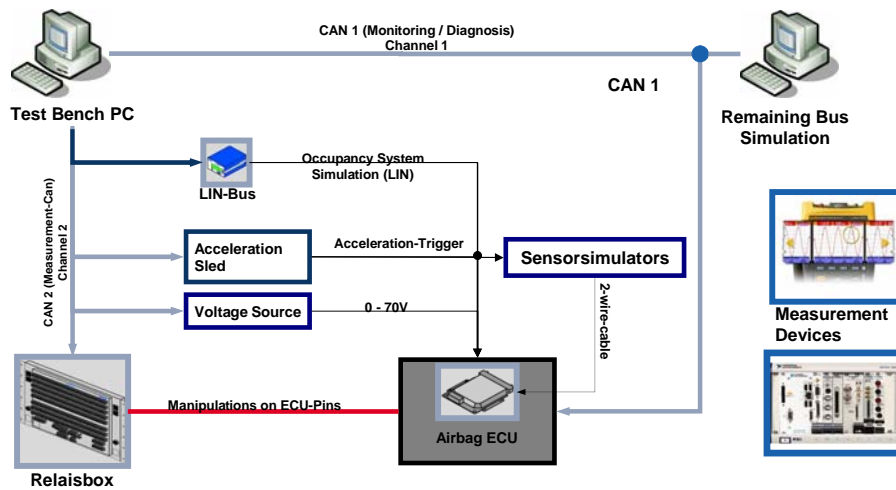 CAN 1 (Monitoring / Diagnosis)
Channel 1
CAN 1
Test Bench PC
Remaining Bus
Simulation
Occupancy System
Simulation (LIN)
LIN-Bus
CAN 2 (Measurement-Can)
Channel 2
Acceleration
Sled
Acceleration-Trigger
Sensorsimulators
Voltage Source
0 - 70V
2-wire-cable
Measurement
Devices
Manipulations on ECU-Pins
Airbag ECU
Relaisbox